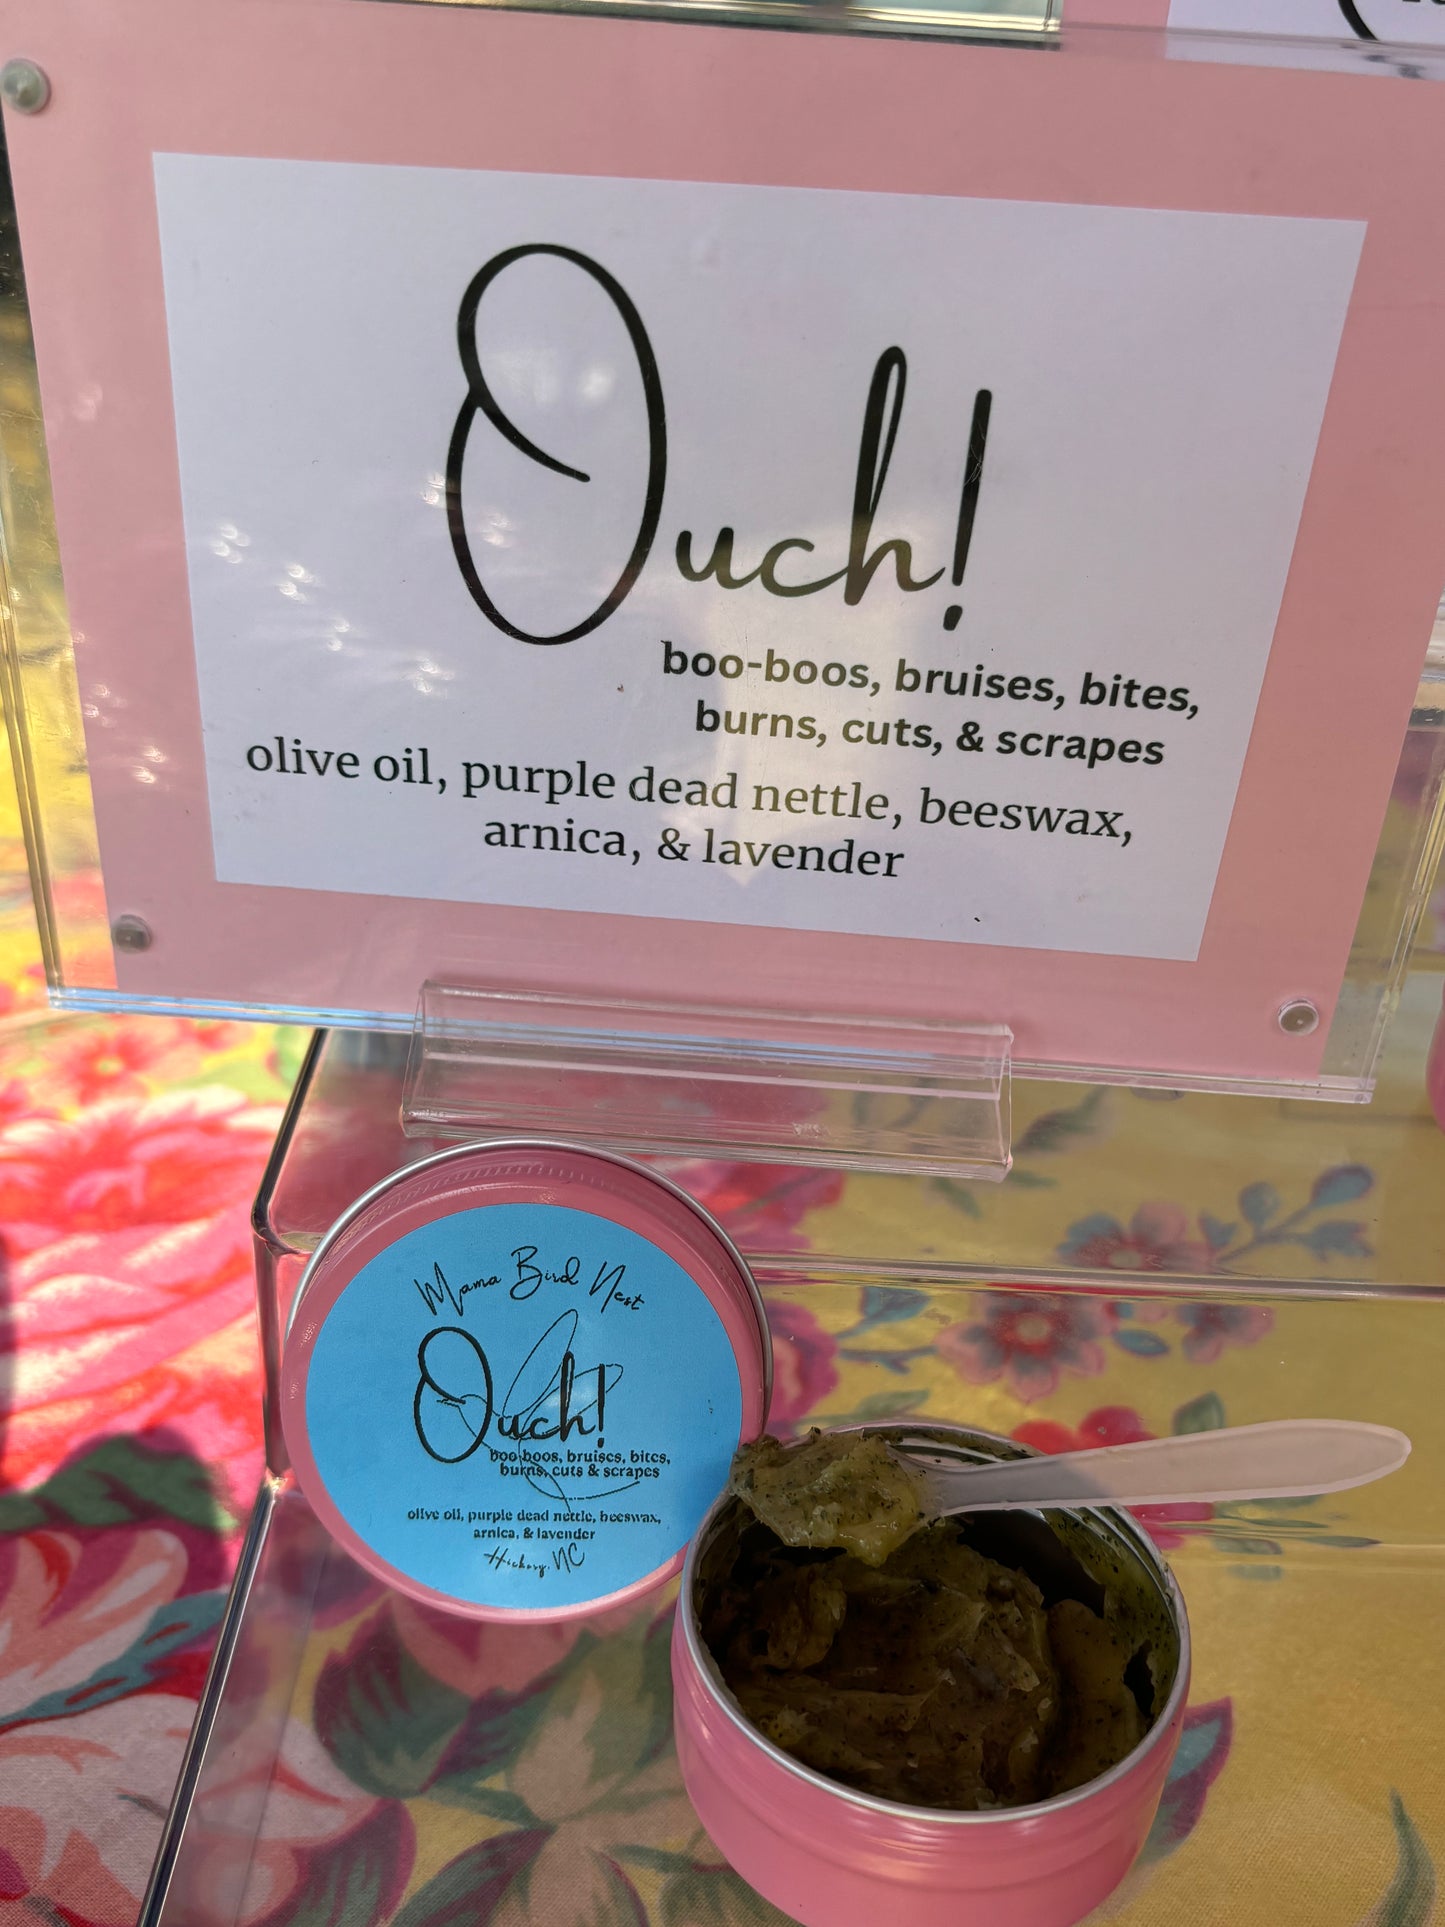 Ouch!
boo-boos, bruises, bites,
burns, cuts, & scrapes
olive oil, purple dead nettle, beeswax,
arnica, & lavender
Mama Bird Nest
Ouch!
boo boos, bruises, bites,
burns, cuts & scrapes
olive oil, purple dead nettle, beeswax,
arnica, & lavender
Hickory, NC